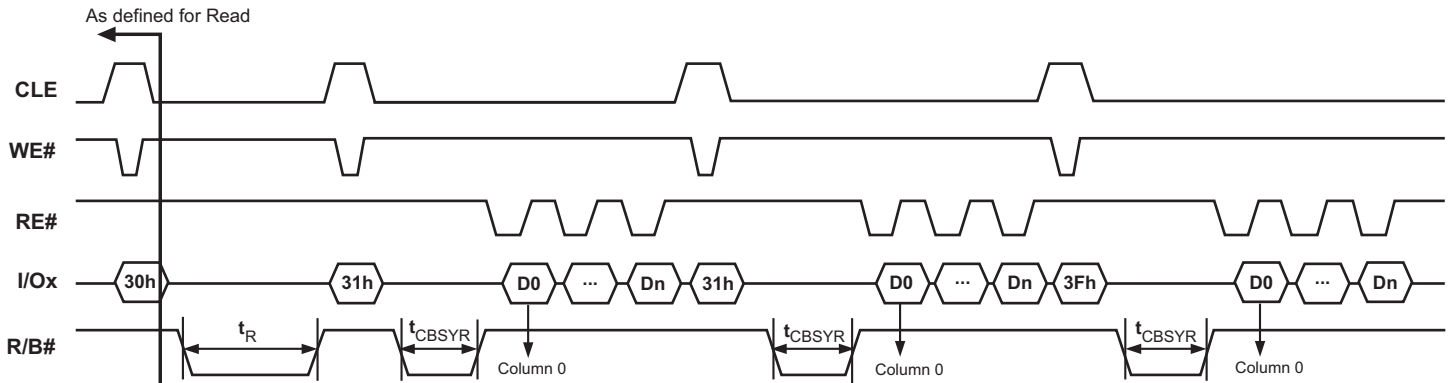 As defined for Read
CLE
WE#
RE#
I/Ox 30h 31h D0 ... Dn 31h D0 ... Dn 3Fh D0 ... Dn
R/B# tR tCBSYR tCBSYR tCBSYR
Column 0 Column 0 Column 0